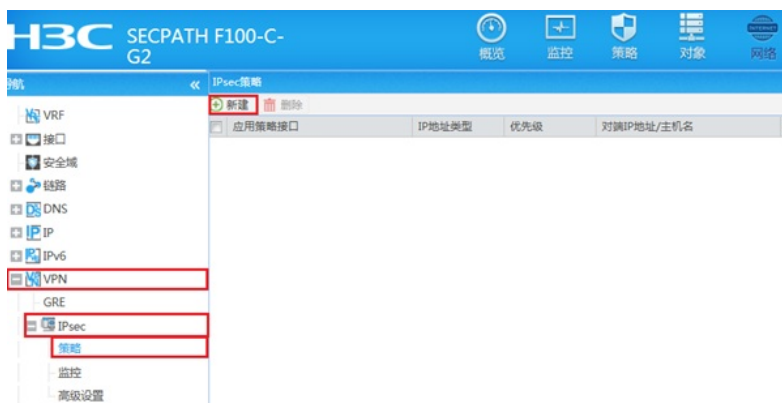 H3C SECPATH F100-C-G2
概览 监控 策略 对象 网络
导航 « IPsec策略
新建 删除
应用策略接口 IP地址类型 优先级 对端IP地址/主机名
VRF
接口
安全域
链路
DNS
IP
IPv6
VPN
GRE
IPsec
策略
监控
高级设置